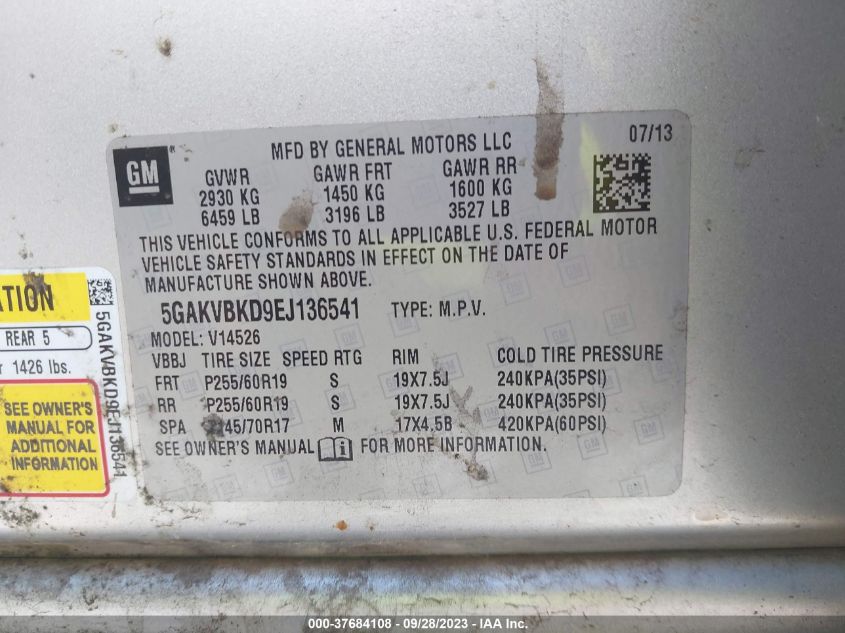 MFD BY GENERAL MOTORS LLC 07/13
GM
GVWR GAWR FRT GAWR RR
2930 KG 1450 KG 1600 KG
6459 LB 3196 LB 3527 LB
THIS VEHICLE CONFORMS TO ALL APPLICABLE U.S. FEDERAL MOTOR
VEHICLE SAFETY STANDARDS IN EFFECT ON THE DATE OF
MANUFACTURE SHOWN ABOVE.
5GAKVBKD9EJ136541 TYPE: M.P.V.
MODEL: V14526
VBBJ TIRE SIZE SPEED RTG RIM COLD TIRE PRESSURE
FRT P255/60R19 S 19X7.5J 240KPA(35PSI)
RR P255/60R19 S 19X7.5J 240KPA(35PSI)
SPA T245/70R17 M 17X4.5B 420KPA(60PSI)
SEE OWNER'S MANUAL FOR MORE INFORMATION.
REAR 5
1426 lbs.
SEE OWNER'S
MANUAL FOR
ADDITIONAL
INFORMATION
5GAKVBKD9EJ136541
000-37684108 - 09/28/2023 - IAA Inc.